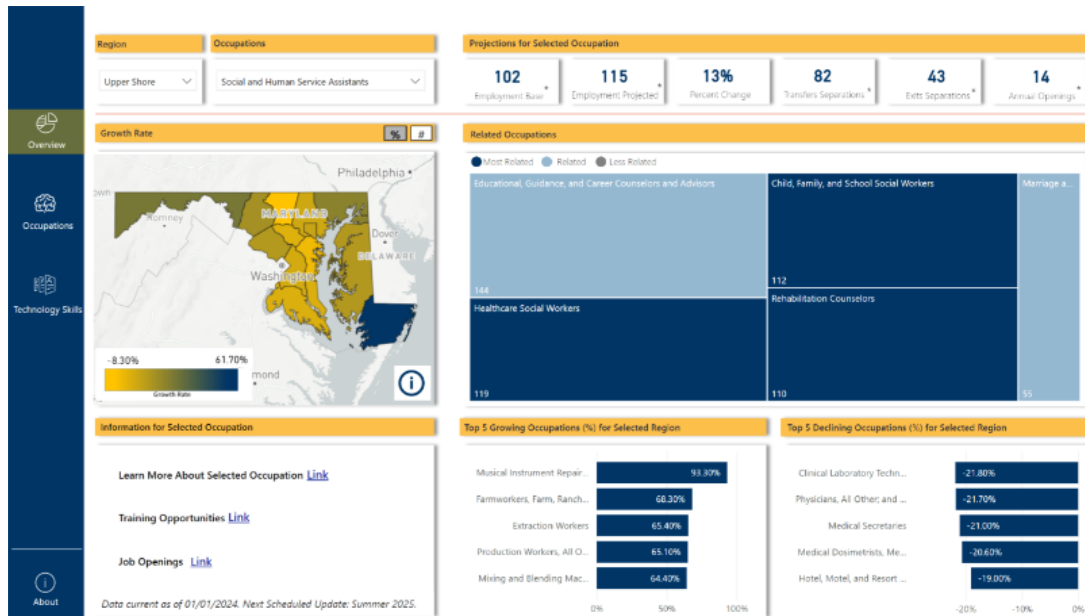 Region
Occupations
Projections for Selected Occupation
Upper Shore
Social and Human Service Assistants
102
Employment Base *
115
Employment Projected *
13%
Percent Change
82
Transfers Separations *
43
Exits Separations *
14
Annual Openings *
Overview
Occupations
Technology Skills
About
Growth Rate
%
#
Philadelphia
own
Romney
MARYLAND
Dover
DELAWARE
Washington
mond
-8.30%
61.70%
Growth Rate
Related Occupations
Most Related
Related
Less Related
Educational, Guidance, and Career Counselors and Advisors
144
Child, Family, and School Social Workers
112
Marriage a...
55
Healthcare Social Workers
119
Rehabilitation Counselors
110
Information for Selected Occupation
Learn More About Selected Occupation Link
Training Opportunities Link
Job Openings Link
Data current as of 01/01/2024. Next Scheduled Update: Summer 2025.
Top 5 Growing Occupations (%) for Selected Region
Musical Instrument Repair... 93.30%
Farmworkers, Farm, Ranch... 68.30%
Extraction Workers 65.40%
Production Workers, All O... 65.10%
Mixing and Blending Mac... 64.40%
0% 50% 100%
Top 5 Declining Occupations (%) for Selected Region
Clinical Laboratory Techn... -21.80%
Physicians, All Other; and ... -21.70%
Medical Secretaries -21.00%
Medical Dosimetrists, Me... -20.60%
Hotel, Motel, and Resort ... -19.00%
-20% -10% 0%